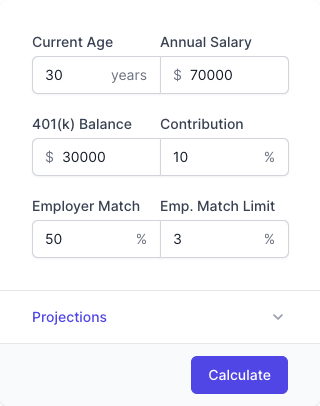 Current Age Annual Salary
30 years $ 70000
401(k) Balance Contribution
$ 30000 10 %
Employer Match Emp. Match Limit
50 % 3 %
Projections
Calculate